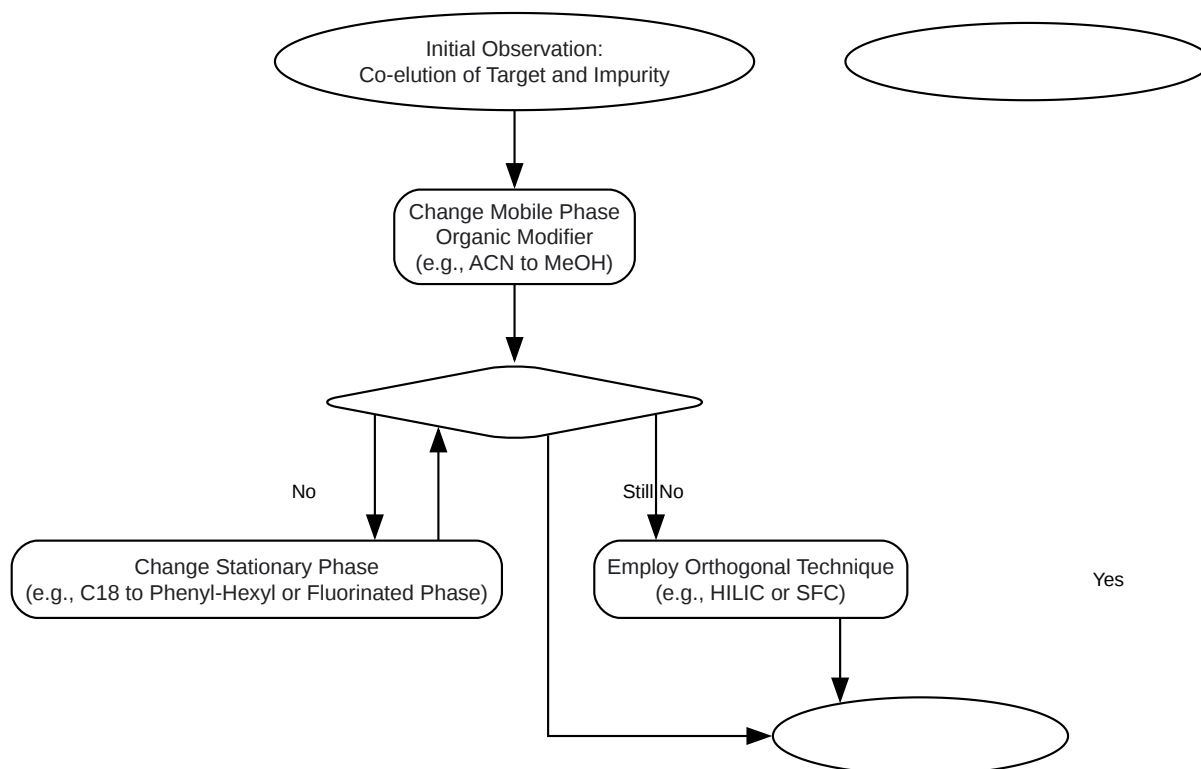 Initial Observation:
Co-elution of Target and Impurity
Change Mobile Phase
Organic Modifier
(e.g., ACN to MeOH)
No
Still No
Change Stationary Phase
(e.g., C18 to Phenyl-Hexyl or Fluorinated Phase)
Employ Orthogonal Technique
(e.g., HILIC or SFC)
Yes